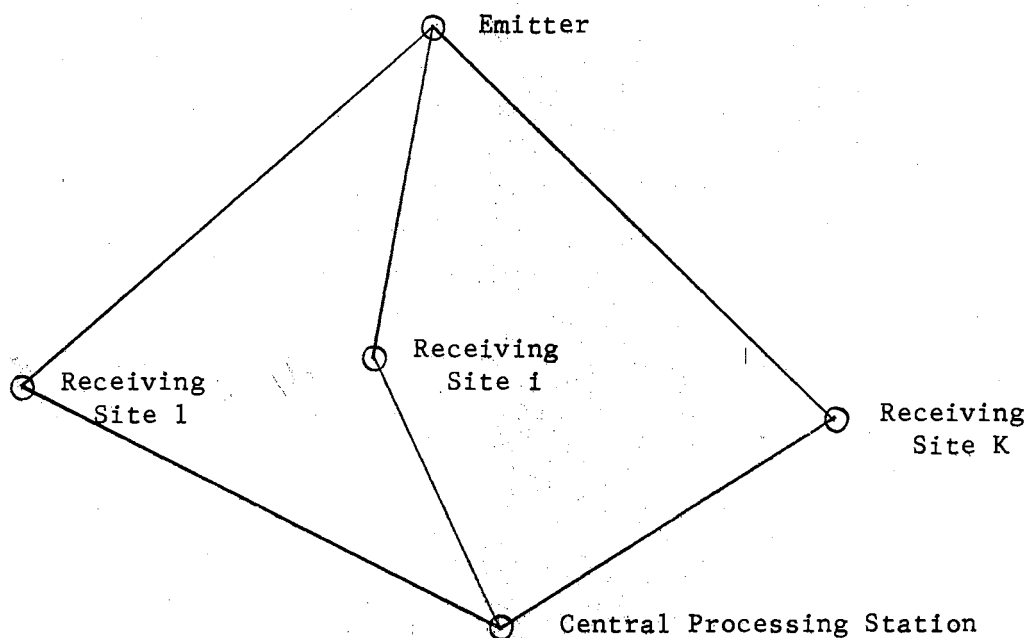 Emitter
Receiving
Site i
Receiving
Site 1
Receiving
Site K
Central Processing Station